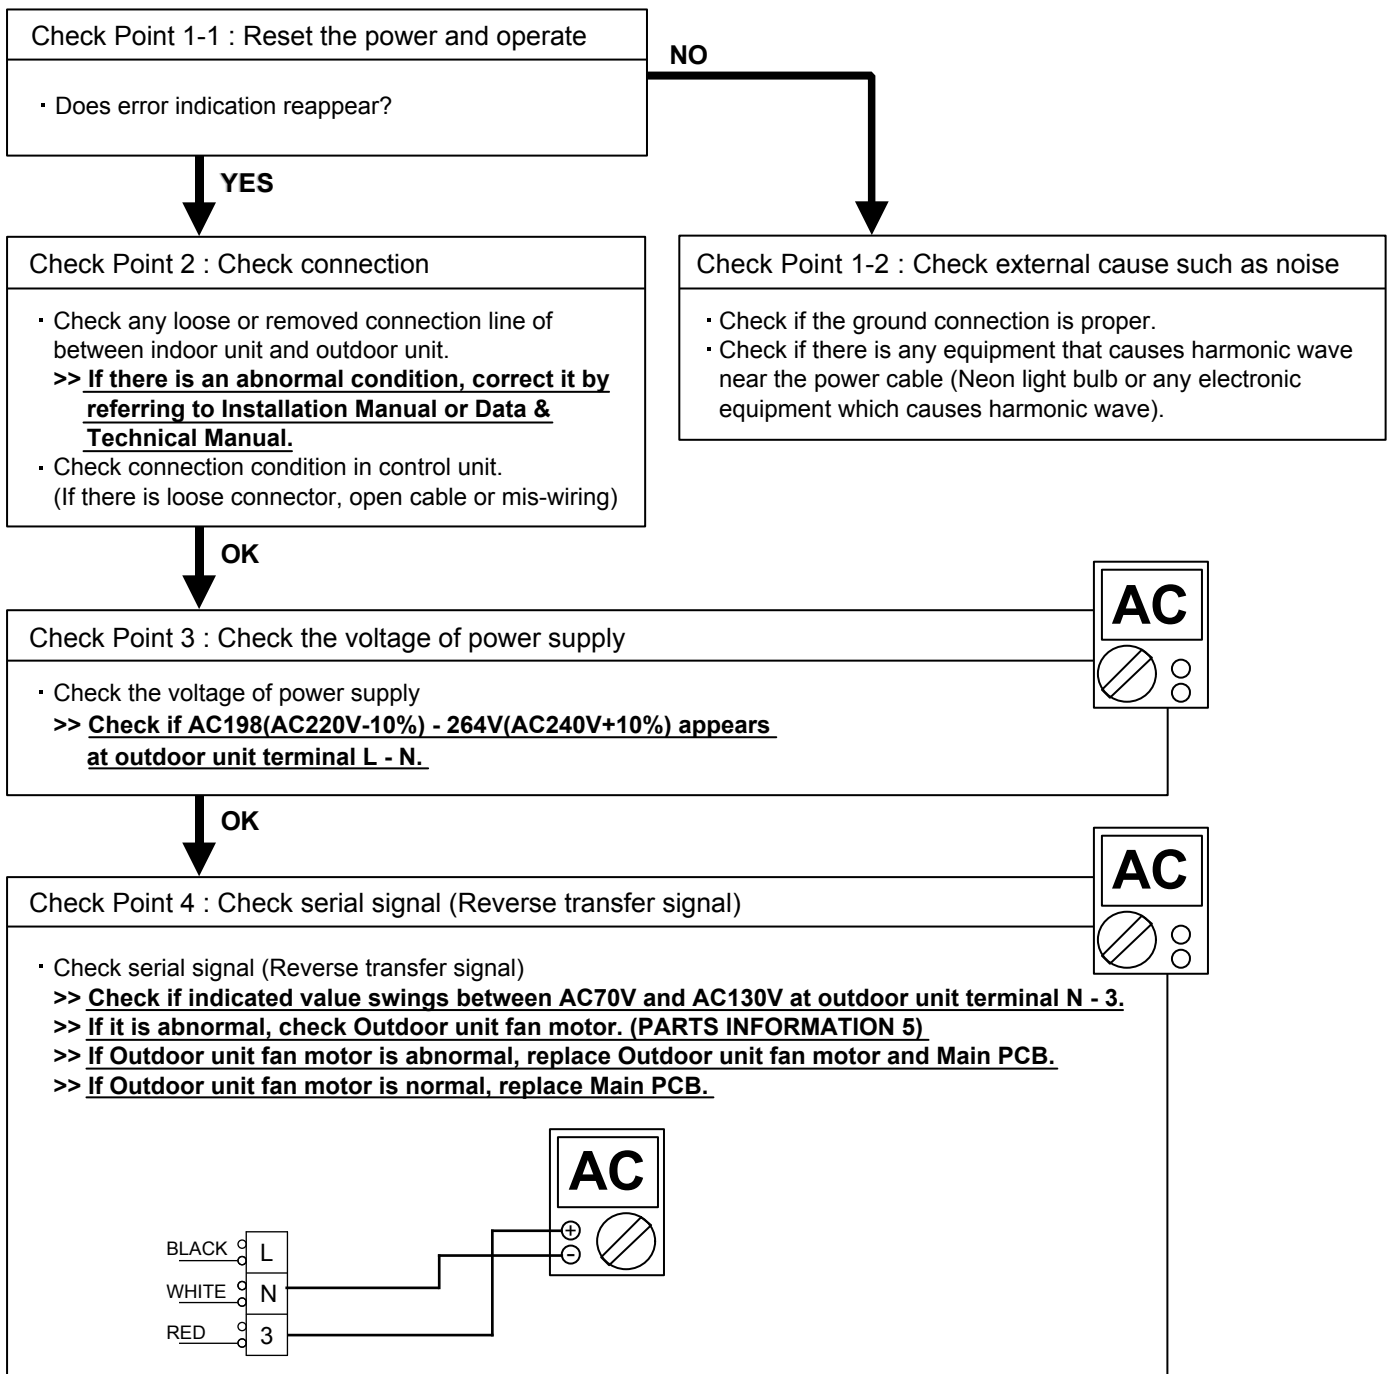 Check Point 1-1 : Reset the power and operate
・Does error indication reappear?
NO
YES
Check Point 2 : Check connection
・Check any loose or removed connection line of
between indoor unit and outdoor unit.
>> If there is an abnormal condition, correct it by
referring to Installation Manual or Data &
Technical Manual.
・Check connection condition in control unit.
(If there is loose connector, open cable or mis-wiring)
Check Point 1-2 : Check external cause such as noise
・Check if the ground connection is proper.
・Check if there is any equipment that causes harmonic wave
near the power cable (Neon light bulb or any electronic
equipment which causes harmonic wave).
OK
Check Point 3 : Check the voltage of power supply
AC
・Check the voltage of power supply
>> Check if AC198(AC220V-10%) - 264V(AC240V+10%) appears
at outdoor unit terminal L - N.
OK
Check Point 4 : Check serial signal (Reverse transfer signal)
AC
・Check serial signal (Reverse transfer signal)
>> Check if indicated value swings between AC70V and AC130V at outdoor unit terminal N - 3.
>> If it is abnormal, check Outdoor unit fan motor. (PARTS INFORMATION 5)
>> If Outdoor unit fan motor is abnormal, replace Outdoor unit fan motor and Main PCB.
>> If Outdoor unit fan motor is normal, replace Main PCB.
AC
+
-
BLACK L
WHITE N
RED 3